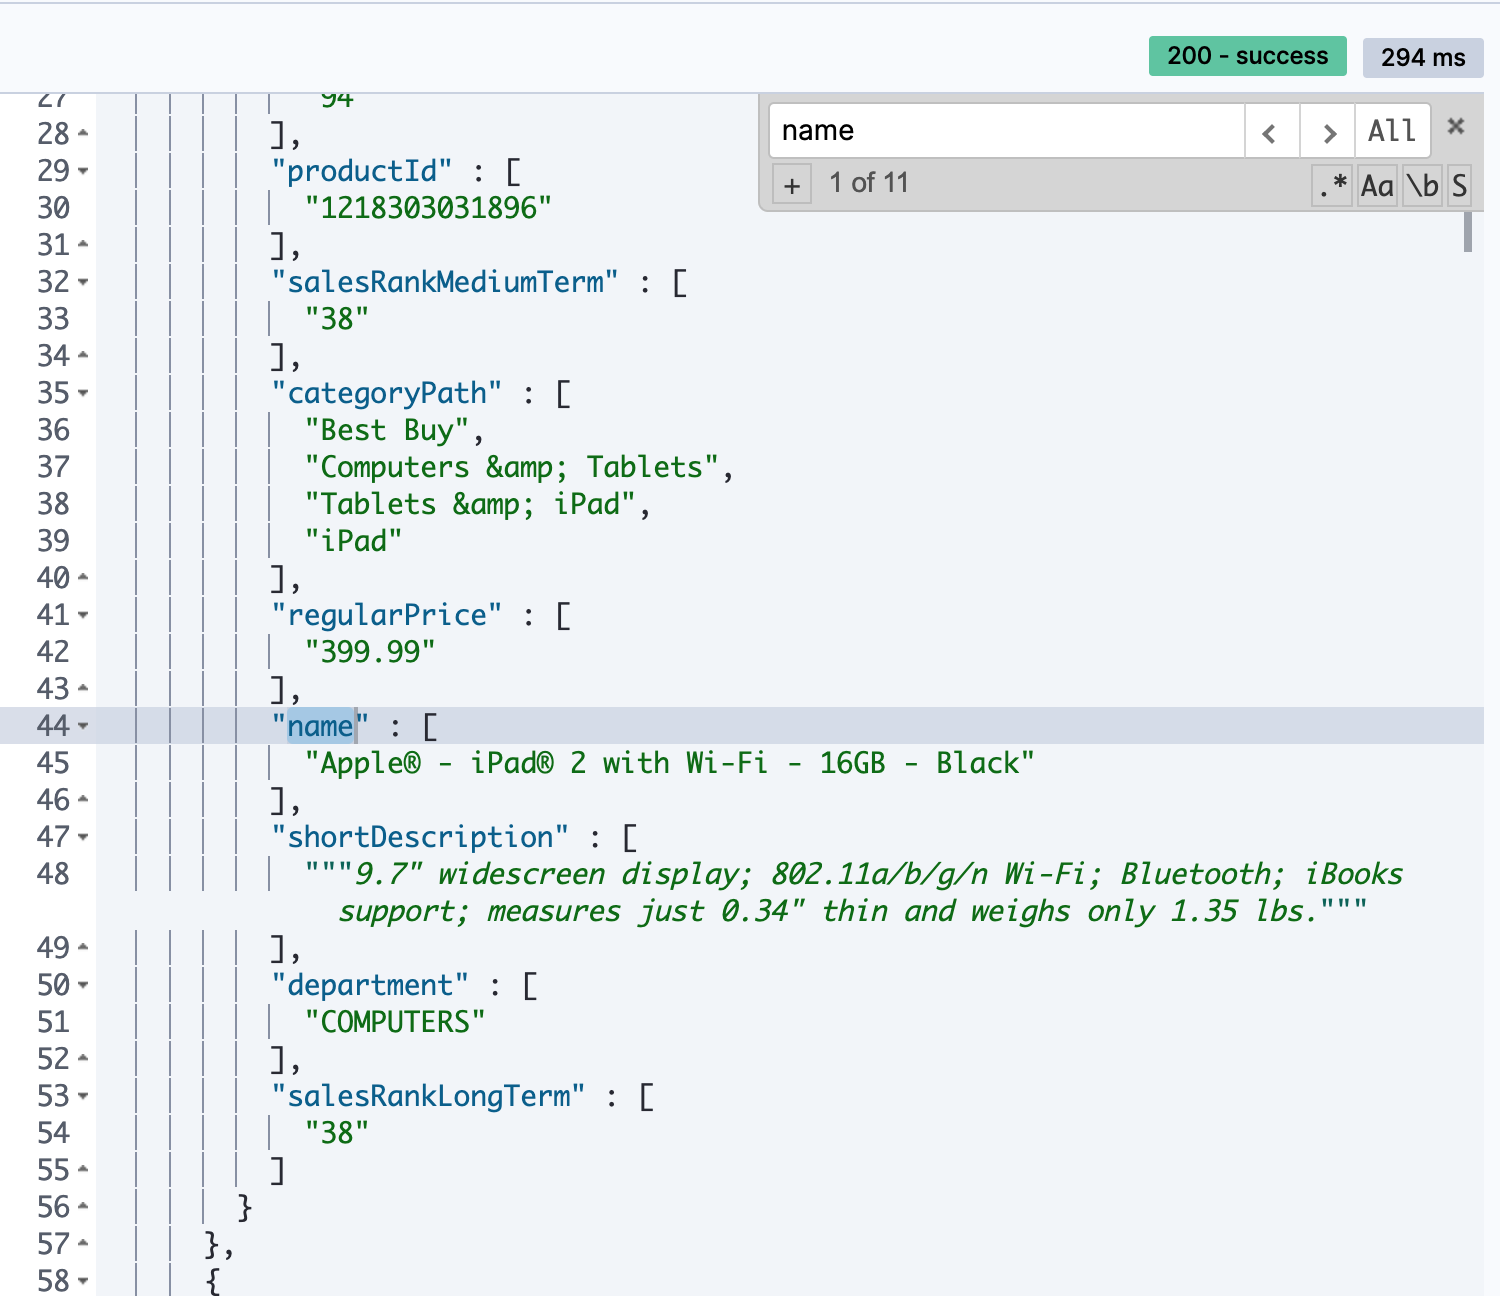 200 - success 294 ms
name All ×
+ 1 of 11 .* Aa \b S
27 94
28 ],
29 "productId" : [
30 "1218303031896"
31 ],
32 "salesRankMediumTerm" : [
33 "38"
34 ],
35 "categoryPath" : [
36 "Best Buy",
37 "Computers &amp; Tablets",
38 "Tablets &amp; iPad",
39 "iPad"
40 ],
41 "regularPrice" : [
42 "399.99"
43 ],
44 "name" : [
45 "Apple® - iPad® 2 with Wi-Fi - 16GB - Black"
46 ],
47 "shortDescription" : [
48 """9.7" widescreen display; 802.11a/b/g/n Wi-Fi; Bluetooth; iBooks
support; measures just 0.34" thin and weighs only 1.35 lbs."""
49 ],
50 "department" : [
51 "COMPUTERS"
52 ],
53 "salesRankLongTerm" : [
54 "38"
55 ]
56 }
57 },
58 {